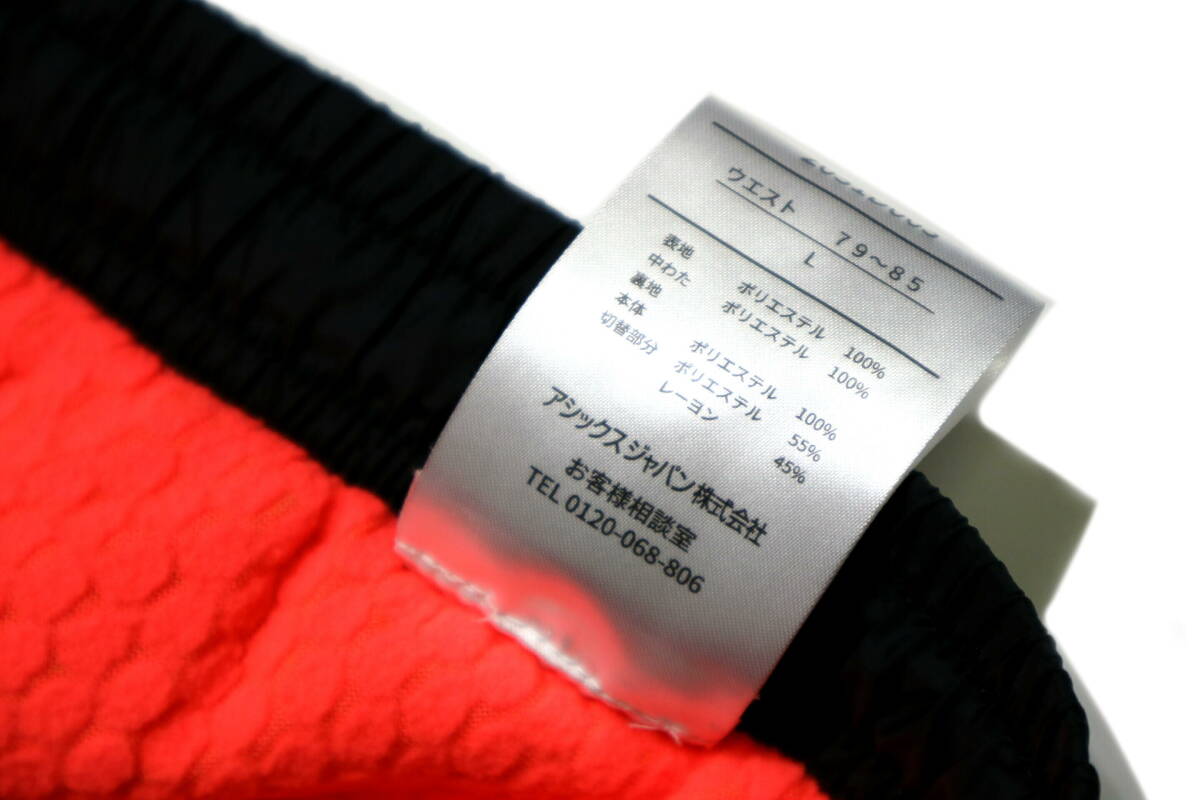 ウエスト 79～85
L
表地 ポリエステル 100%
中わた ポリエステル 100%
裏地
本体 ポリエステル 100%
切替部分 ポリエステル 55%
レーヨン 45%
アシックスジャパン株式会社
お客様相談室
TEL 0120-068-806